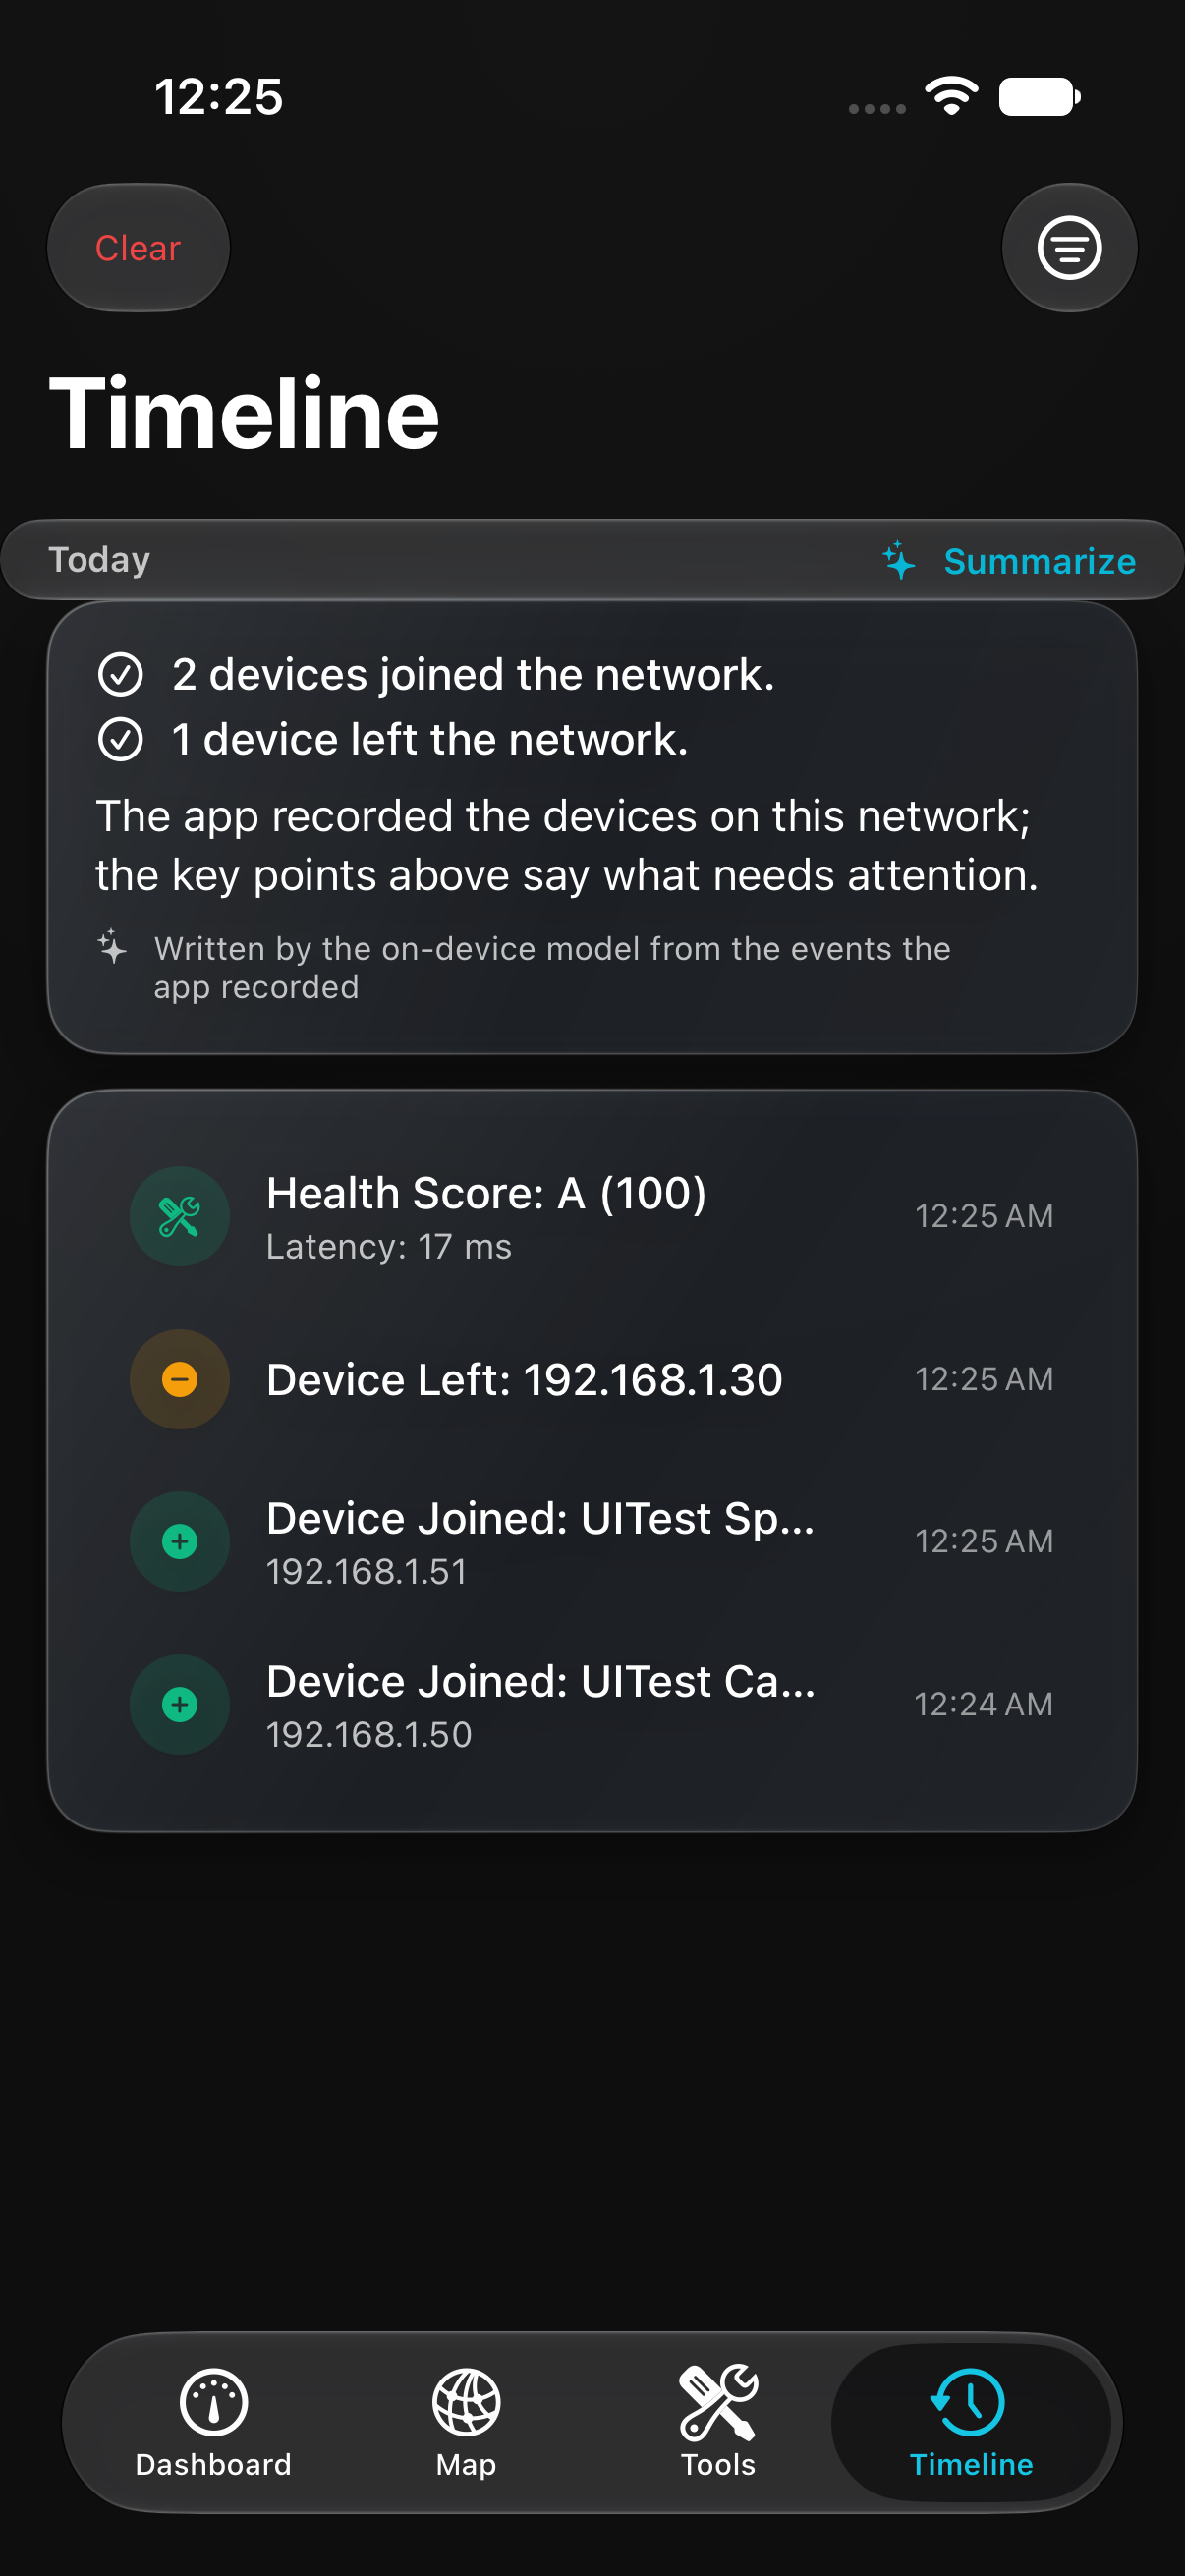 12:25
Clear
Timeline
Today
Summarize
2 devices joined the network.
1 device left the network.
The app recorded the devices on this network;
the key points above say what needs attention.
Written by the on-device model from the events the
app recorded
Health Score: A (100)
Latency: 17 ms
12:25 AM
Device Left: 192.168.1.30
12:25 AM
Device Joined: UITest Sp...
192.168.1.51
12:25 AM
Device Joined: UITest Ca...
192.168.1.50
12:24 AM
Dashboard
Map
Tools
Timeline